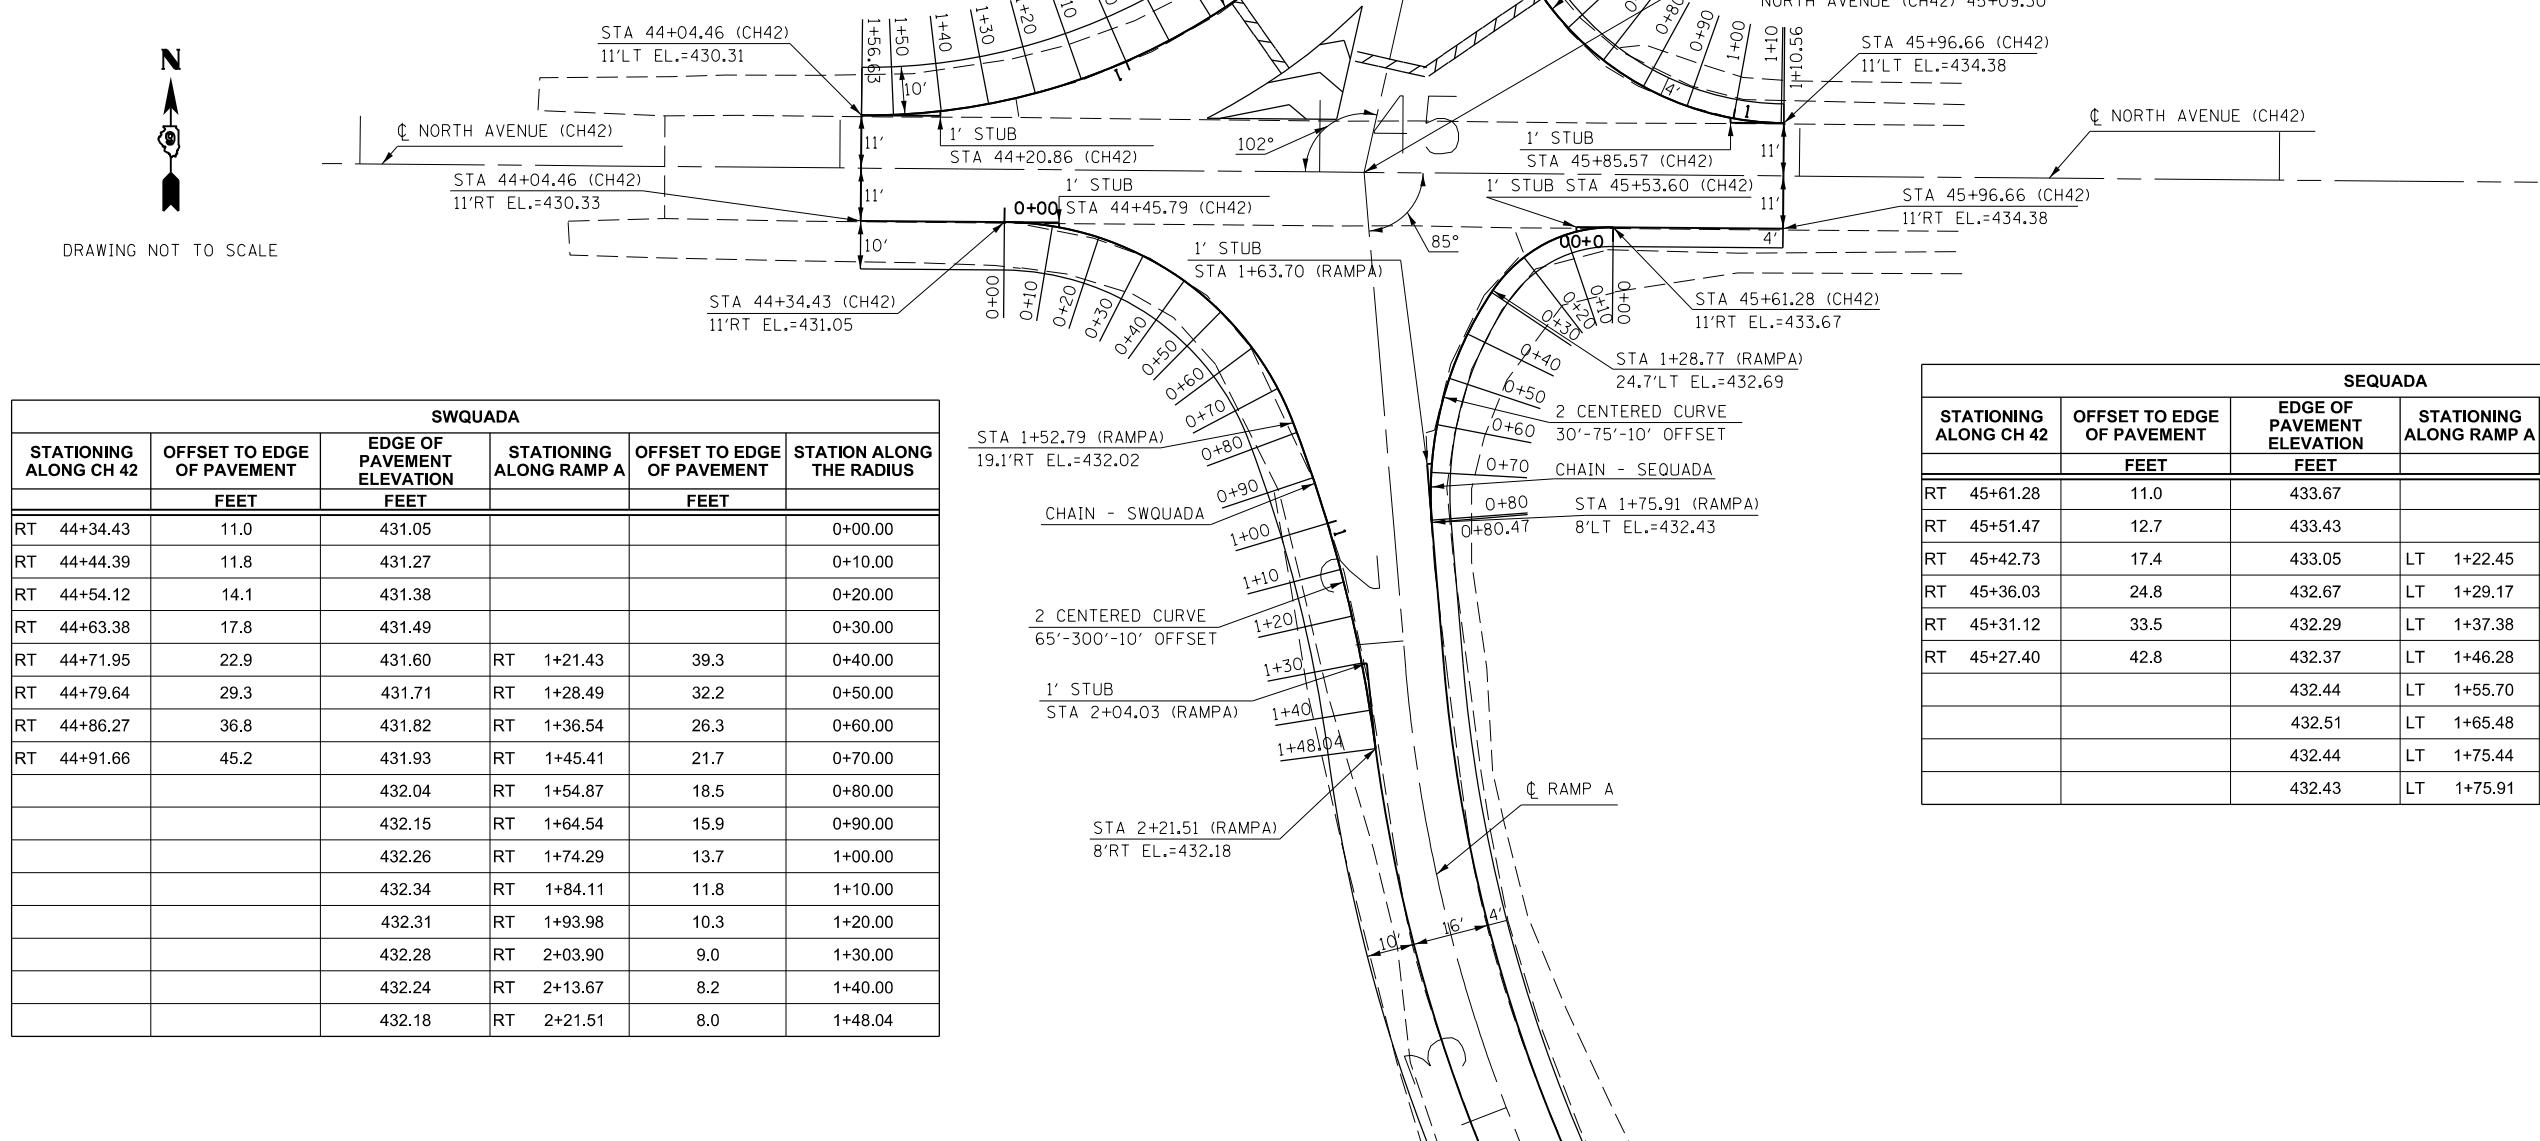 NORTH AVENUE (CH42) 45+09.50
STA 44+04.46 (CH42)
11'LT EL.=430.31
1+56.63
1+50
1+40
1+30
1+20
10
0+80
0+90
1+00
1+10
1+10.56
STA 45+96.66 (CH42)
11'LT EL.=434.38
N
10'
4'
1
1
℄ NORTH AVENUE (CH42)
11'
1' STUB
STA 44+20.86 (CH42)
102°
145
1' STUB
STA 45+85.57 (CH42)
11'
℄ NORTH AVENUE (CH42)
STA 44+04.46 (CH42)
11'RT EL.=430.33
11'
0+00
1' STUB
STA 44+45.79 (CH42)
1' STUB STA 45+53.60 (CH42)
11'
STA 45+96.66 (CH42)
11'RT EL.=434.38
DRAWING NOT TO SCALE
10'
1' STUB
STA 1+63.70 (RAMPA)
85°
00+0
4'
STA 44+34.43 (CH42)
11'RT EL.=431.05
0+00
0+10
0+20
0+30
0+40
0+50
0+60
0+70
0+80
0+90
1+00
1+10
1+20
1+30
1+40
1+48.04
0+00
0+10
0+20
0+30
0+40
0+50
0+60
0+70
0+80
0+80.47
STA 45+61.28 (CH42)
11'RT EL.=433.67
STA 1+28.77 (RAMPA)
24.7'LT EL.=432.69
2 CENTERED CURVE
30'-75'-10' OFFSET
CHAIN - SEQUADA
STA 1+75.91 (RAMPA)
8'LT EL.=432.43
STA 1+52.79 (RAMPA)
19.1'RT EL.=432.02
CHAIN - SWQUADA
1
2
2 CENTERED CURVE
65'-300'-10' OFFSET
1' STUB
STA 2+04.03 (RAMPA)
STA 2+21.51 (RAMPA)
8'RT EL.=432.18
℄ RAMP A
10'
16'
4'
3
SWQUADA
STATIONING ALONG CH 42 OFFSET TO EDGE OF PAVEMENT EDGE OF PAVEMENT ELEVATION STATIONING ALONG RAMP A OFFSET TO EDGE OF PAVEMENT STATION ALONG THE RADIUS
FEET FEET FEET
RT 44+34.43 11.0 431.05 0+00.00
RT 44+44.39 11.8 431.27 0+10.00
RT 44+54.12 14.1 431.38 0+20.00
RT 44+63.38 17.8 431.49 0+30.00
RT 44+71.95 22.9 431.60 RT 1+21.43 39.3 0+40.00
RT 44+79.64 29.3 431.71 RT 1+28.49 32.2 0+50.00
RT 44+86.27 36.8 431.82 RT 1+36.54 26.3 0+60.00
RT 44+91.66 45.2 431.93 RT 1+45.41 21.7 0+70.00
432.04 RT 1+54.87 18.5 0+80.00
432.15 RT 1+64.54 15.9 0+90.00
432.26 RT 1+74.29 13.7 1+00.00
432.34 RT 1+84.11 11.8 1+10.00
432.31 RT 1+93.98 10.3 1+20.00
432.28 RT 2+03.90 9.0 1+30.00
432.24 RT 2+13.67 8.2 1+40.00
432.18 RT 2+21.51 8.0 1+48.04
SEQUADA
STATIONING ALONG CH 42 OFFSET TO EDGE OF PAVEMENT EDGE OF PAVEMENT ELEVATION STATIONING ALONG RAMP A
FEET FEET
RT 45+61.28 11.0 433.67
RT 45+51.47 12.7 433.43
RT 45+42.73 17.4 433.05 LT 1+22.45
RT 45+36.03 24.8 432.67 LT 1+29.17
RT 45+31.12 33.5 432.29 LT 1+37.38
RT 45+27.40 42.8 432.37 LT 1+46.28
432.44 LT 1+55.70
432.51 LT 1+65.48
432.44 LT 1+75.44
432.43 LT 1+75.91